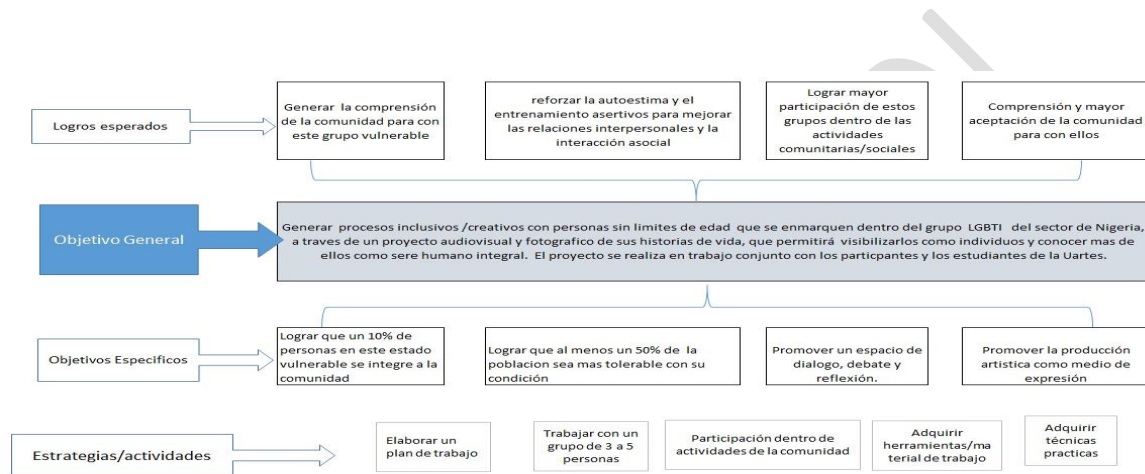 Logros esperados
Generar la comprensión
de la comunidad para con
este grupo vulnerable
reforzar la autoestima y el
entrenamiento asertivos para mejorar
las relaciones interpersonales y la
interacción asocial
Lograr mayor
participación de estos
grupos dentro de las
actividades
comunitarias/sociales
Comprensión y mayor
aceptación de la comunidad
para con ellos
Objetivo General
Generar procesos inclusivos /creativos con personas sin limites de edad que se enmarquen dentro del grupo LGBTI del sector de Nigeria,
a traves de un proyecto audiovisual y fotografico de sus historias de vida, que permitirá visibilizarlos como individuos y conocer mas de
ellos como sere humano integral. El proyecto se realiza en trabajo conjunto con los particpantes y los estudiantes de la Uartes.
Objetivos Especificos
Lograr que un 10% de
personas en este estado
vulnerable se integre a la
comunidad
Lograr que al menos un 50% de la
poblacion sea mas tolerable con su
condición
Promover un espacio de
dialogo, debate y
reflexión.
Promover la producción
artistica como medio de
expresión
Estrategias/actividades
Elaborar un
plan de trabajo
Trabajar con un
grupo de 3 a 5
personas
Participación dentro de
actividades de la comunidad
Adquirir
herramientas/ma
terial de trabajo
Adquirir
técnicas
practicas